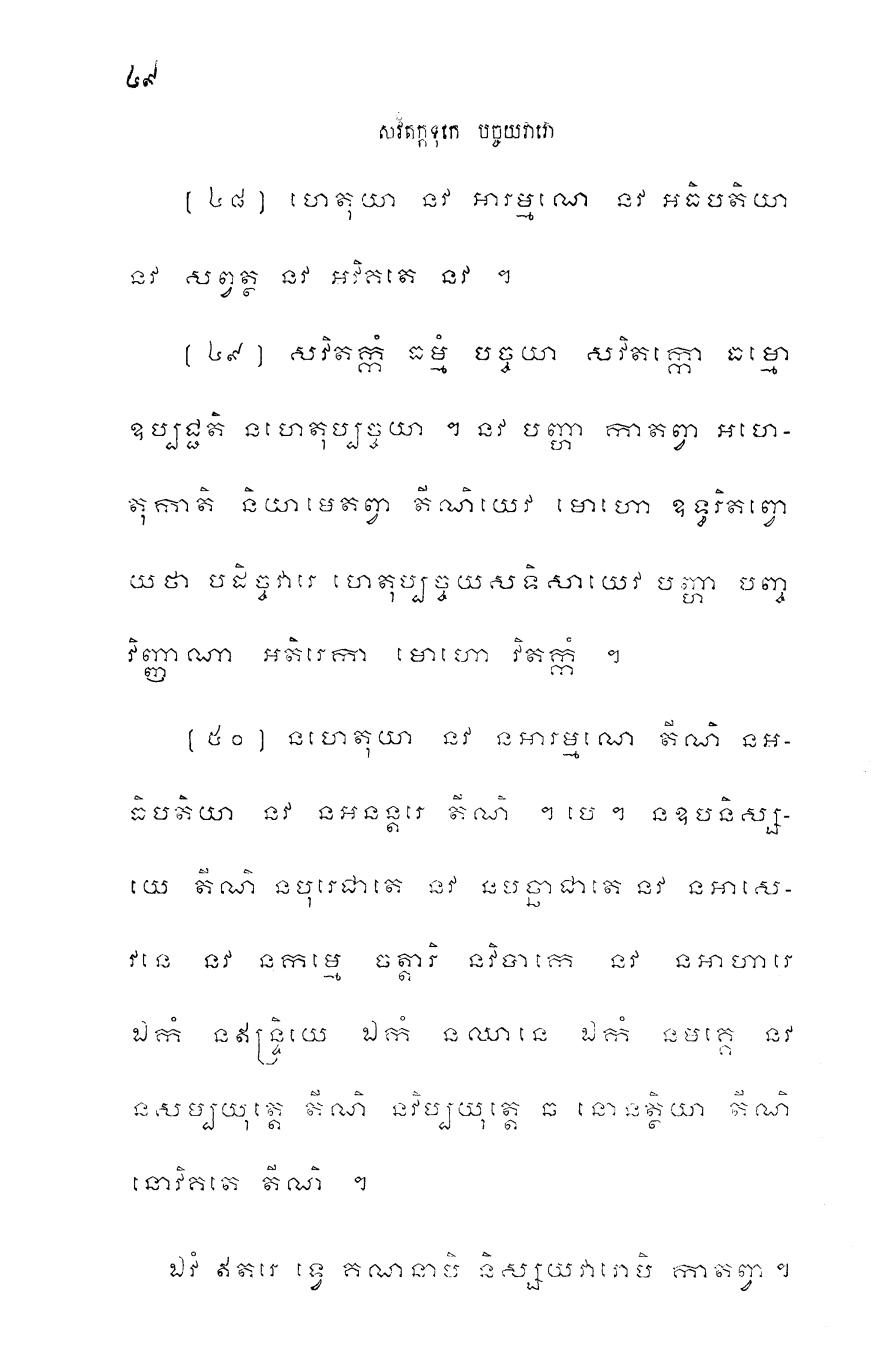 ៤៩
សវិតក្កទុកេ បច្ចយវារោ
[ ៤៨ ] ហេតុយា នវ អារម្មណេ នវ អធិបតិយា
នវ សព្វត្ថ នវ អវិគតេ នវ ។
[ ៤៩ ] សវិតក្កំ ធម្មំ បច្ចយា សវិតក្កោ ធម្មោ
ឧប្បជ្ជតិ នហេតុប្បច្ចយា ។ នវ បញ្ហា កាតព្វា អហេ-
តុកាតិ និយាមេតព្វា តីណិយេវ មោហោ ឧទ្ធរិតព្វោ
យថា បដិច្ចវារេ ហេតុប្បច្ចយសទិសាយេវ បញ្ហា បញ្ច
វិញ្ញាណា អតិរេកា មោហោ វិតក្កំ ។
[ ៥០ ] នហេតុយា នវ នអារម្មណេ តីណិ នអ-
ធិបតិយា នវ នអនន្តរេ តីណិ ។ បេ ។ នឧបនិស្ស-
យេ តីណិ នបុរេជាតេ នវ នបច្ឆាជាតេ នវ នអាសេ-
វនេ នវ នកម្មេ ចត្តារិ នវិបាកេ នវ នអាហារេ
ឯកំ នឥន្ទ្រិយេ ឯកំ នឈានេ ឯកំ នមគ្គេ នវ
នសម្បយុត្តេ តីណិ នវិប្បយុត្តេ ឆ នោនត្ថិយា តីណិ
នោវិគតេ តីណិ ។
ឯវំ ឥតរេ ទ្វេ គណនាបិ និស្សយវារោបិ កាតព្វា ។